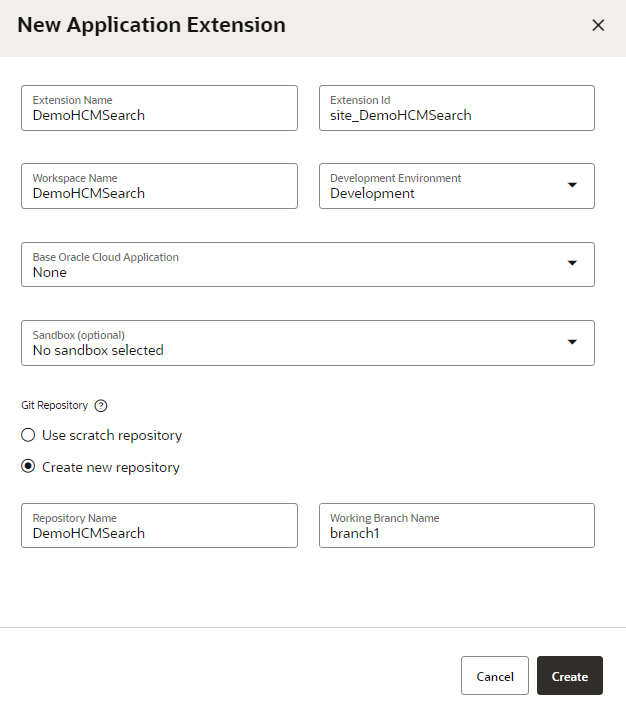 New Application Extension
Extension Name
DemoHCMSearch
Extension Id
site_DemoHCMSearch
Workspace Name
DemoHCMSearch
Development Environment
Development
Base Oracle Cloud Application
None
Sandbox (optional)
No sandbox selected
Git Repository ?
Use scratch repository
Create new repository
Repository Name
DemoHCMSearch
Working Branch Name
branch1
Cancel
Create